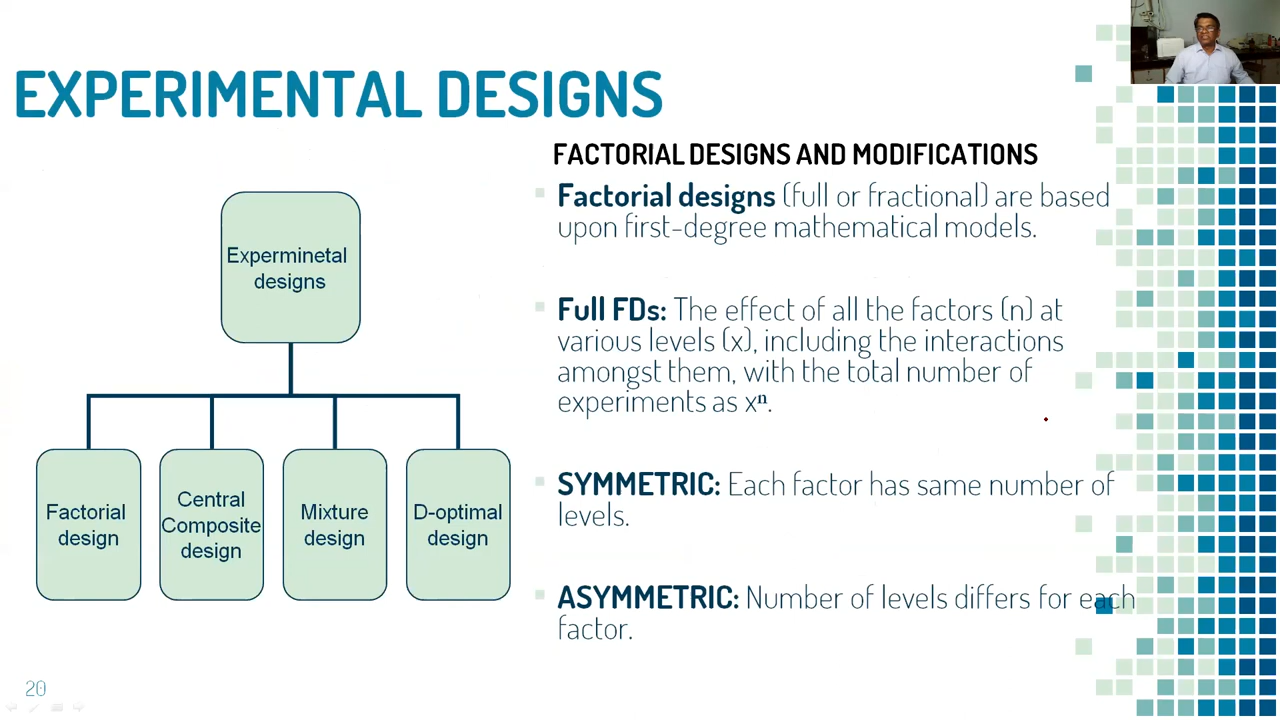 EXPERIMENTAL DESIGNS
Experminetal
designs
Factorial
design
Central
Composite
design
Mixture
design
D-optimal
design
FACTORIAL DESIGNS AND MODIFICATIONS
Factorial designs (full or fractional) are based
upon first-degree mathematical models.
Full FDs: The effect of all the factors (n) at
various levels (x), including the interactions
amongst them, with the total number of
experiments as xⁿ.
SYMMETRIC: Each factor has same number of
levels.
ASYMMETRIC: Number of levels differs for each
factor.
20